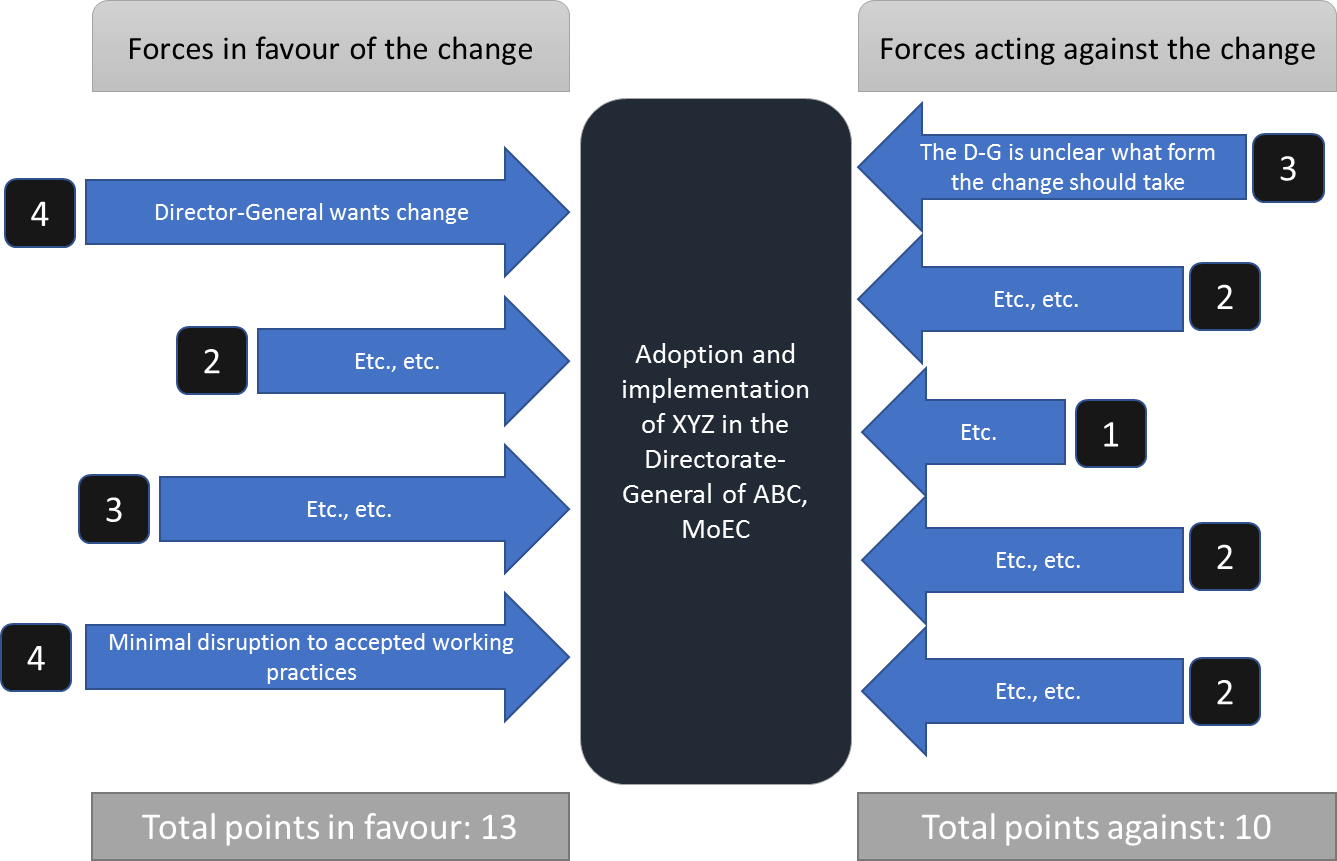 Forces in favour of the change
4
Director-General wants change
2
Etc., etc.
3
Etc., etc.
4
Minimal disruption to accepted working
practices
Total points in favour: 13
Adoption and
implementation
of XYZ in the
Directorate-
General of ABC,
MoEC
Forces acting against the change
The D-G is unclear what form
the change should take
3
Etc., etc.
2
Etc.
1
Etc., etc.
2
Etc., etc.
2
Total points against: 10